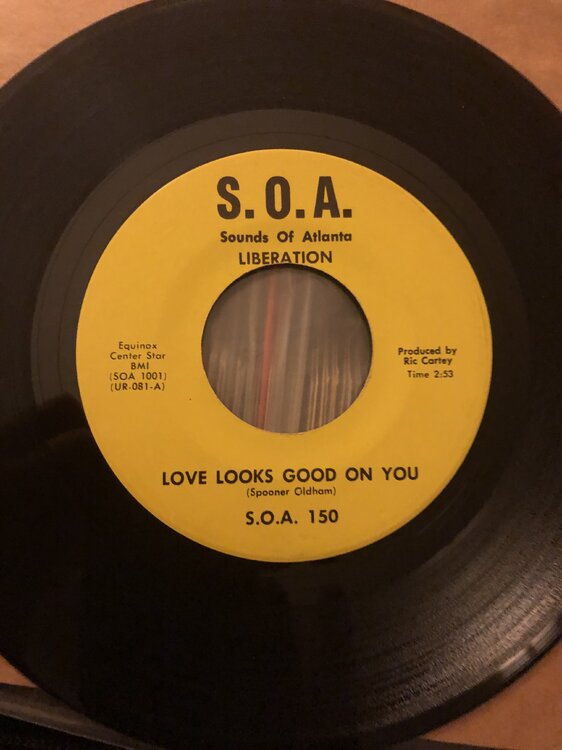 S.O.A.
Sounds Of Atlanta
LIBERATION
Equinox
Center Star
BMI
(SOA 1001)
(UR-081-A)
Produced by
Ric Cartey
Time 2:53
LOVE LOOKS GOOD ON YOU
(Spooner Oldham)
S.O.A. 150